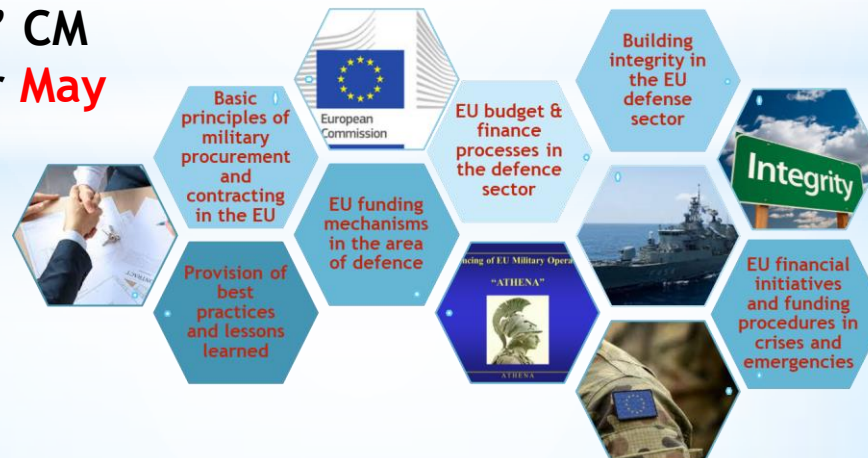 CM
May
Basic
principles of
military
procurement
and
contracting
in the EU
European
Commission
EU budget &
finance
processes in
the defence
sector
Building
integrity in
the EU
defense
sector
Integrity
EU funding
mechanisms
in the area
of defence
Provision of
best
practices
and lessons
learned
ncing of EU Military Opera
"ATHENA"
ATHENA
EU financial
initiatives
and funding
procedures in
crises and
emergencies